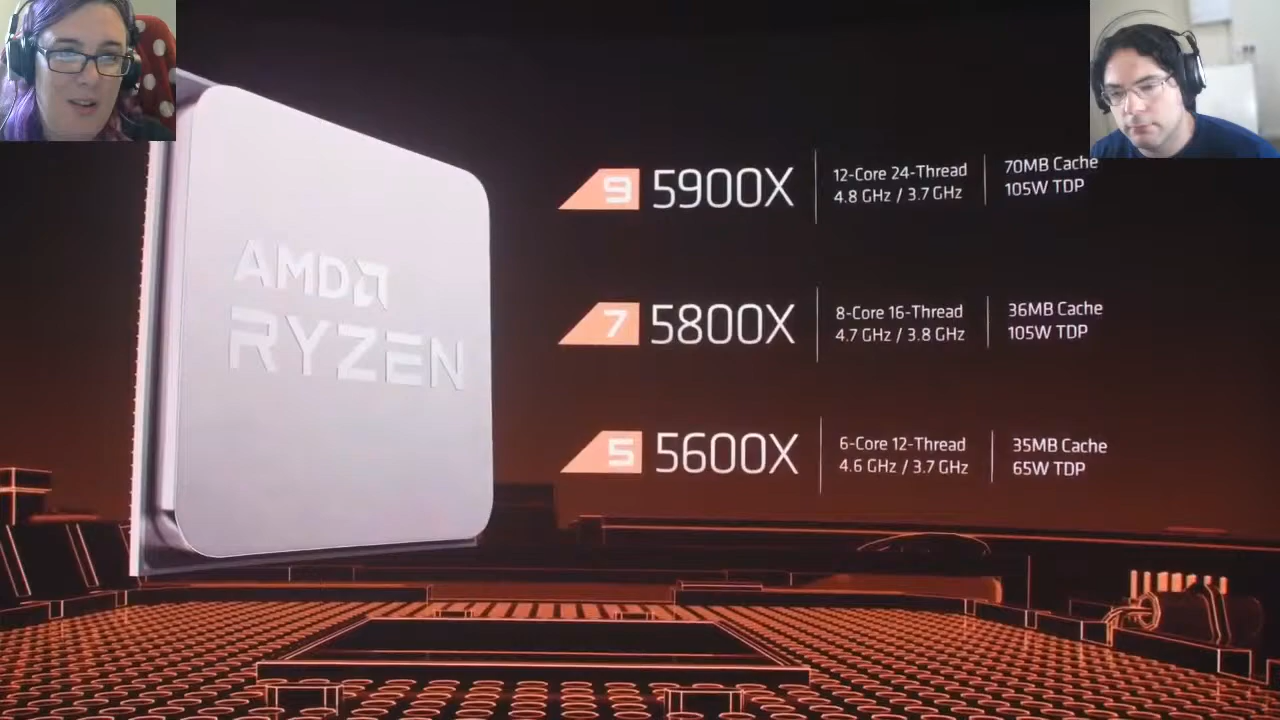 AMD
RYZEN
9 5900X
12-Core 24-Thread
4.8 GHz / 3.7 GHz
70MB Cache
105W TDP
7 5800X
8-Core 16-Thread
4.7 GHz / 3.8 GHz
36MB Cache
105W TDP
5 5600X
6-Core 12-Thread
4.6 GHz / 3.7 GHz
35MB Cache
65W TDP